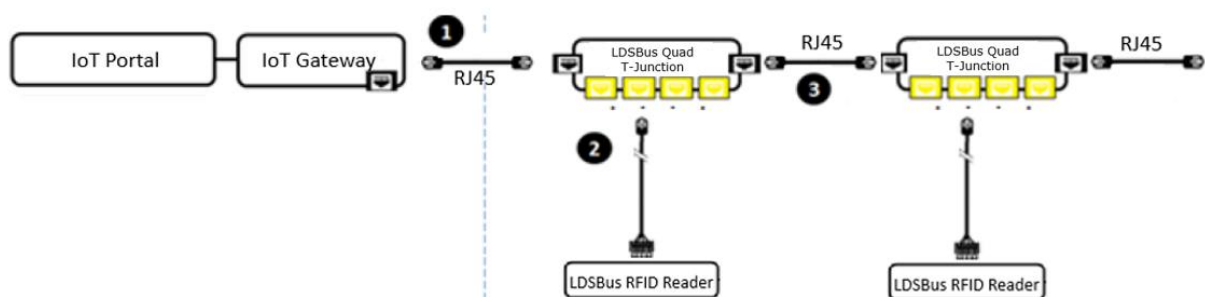 IoT Portal
IoT Gateway
1
RJ45
LDSBus Quad
T-Junction
RJ45
3
LDSBus Quad
T-Junction
RJ45
2
LDSBus RFID Reader
LDSBus RFID Reader